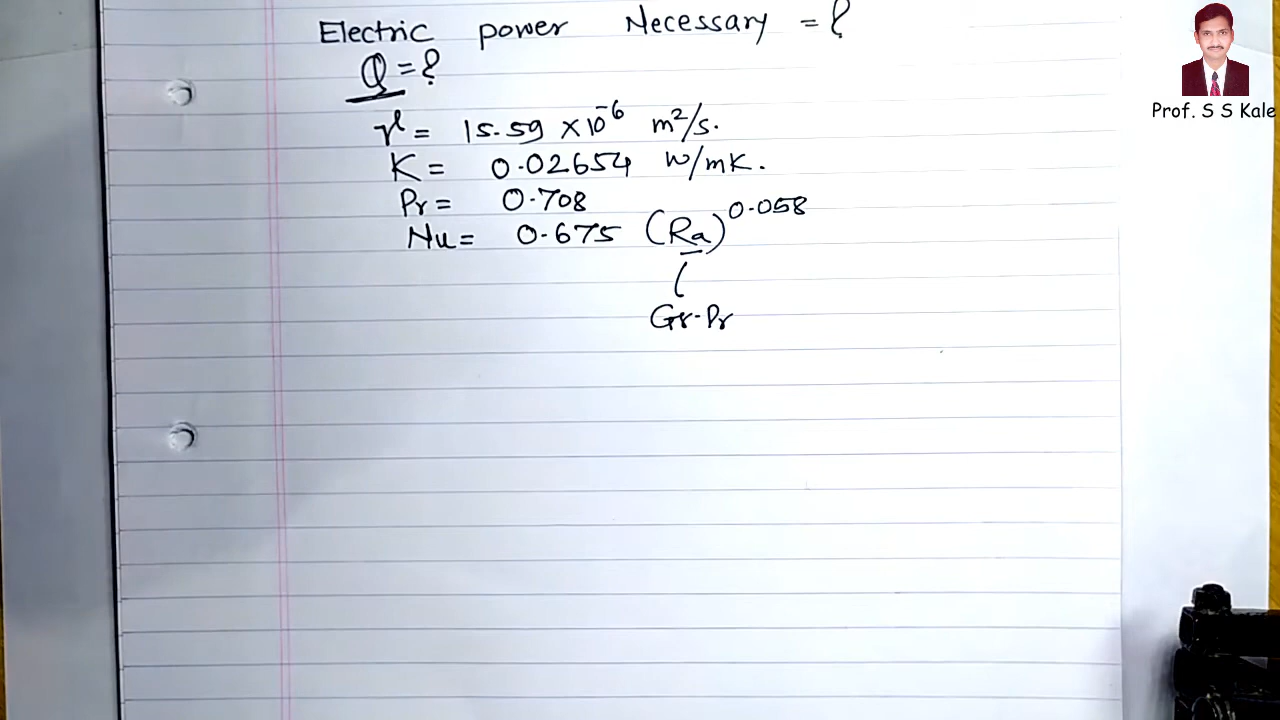 Electric power Necessary = ?
Q = ?
γ = 15.59 × 10⁻⁶ m²/s.
K = 0.02654 W/mK.
Pr = 0.708
Nu = 0.675 (Ra)^0.058
Gr.Pr
Prof. S S Kale